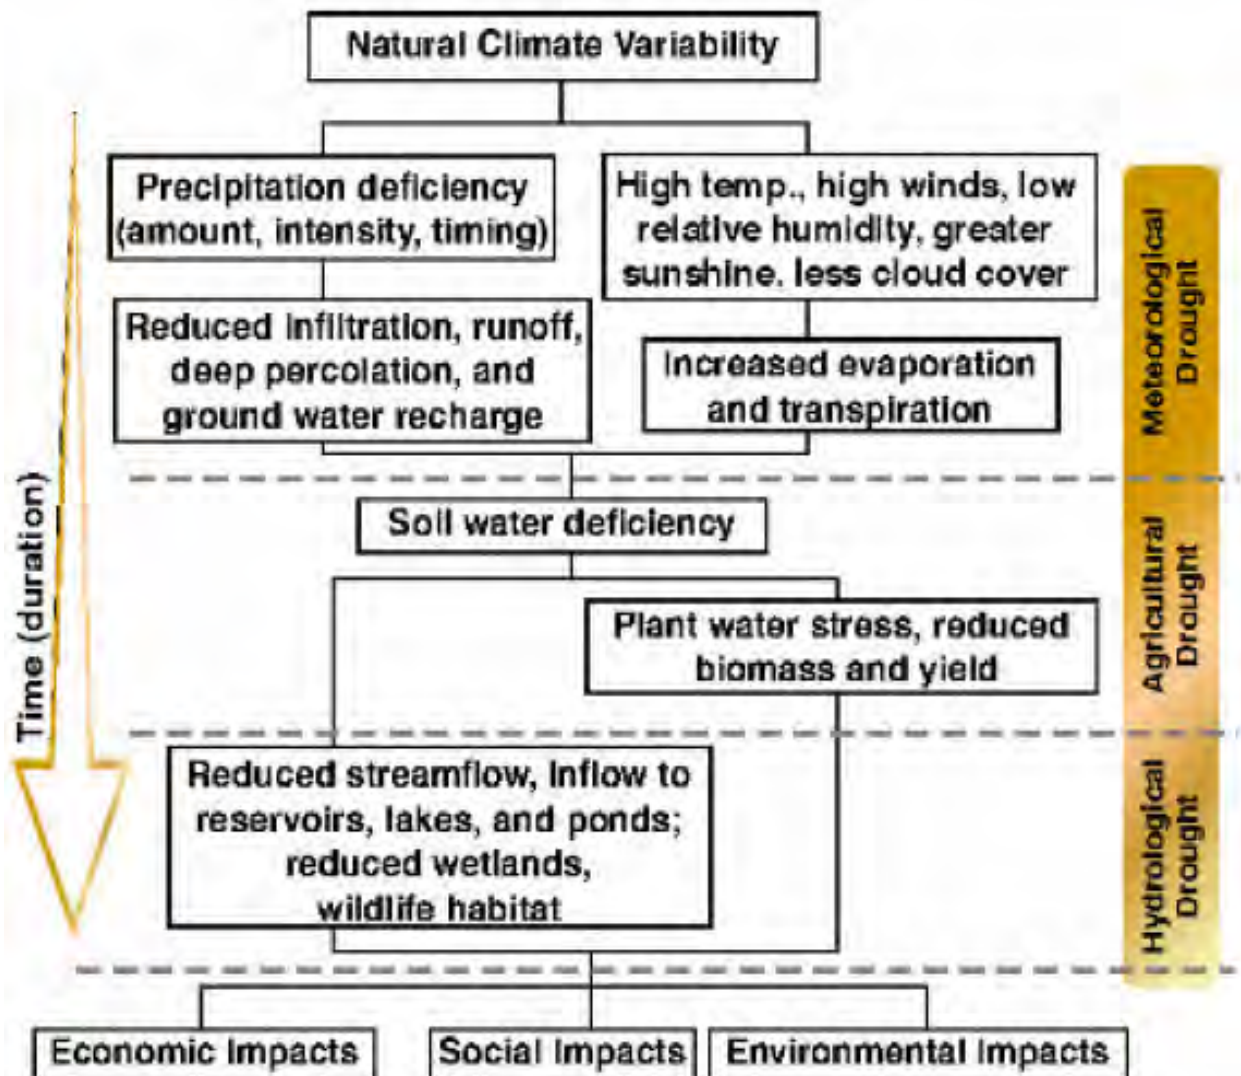 Natural Climate Variability
Precipitation deficiency
(amount, intensity, timing)
High temp., high winds, low
relative humidity, greater
sunshine. less cloud cover
Reduced Infiltration, runoff,
deep percolation, and
ground water recharge
Increased evaporation
and transpiration
Meteorological
Drought
Time (duration)
Soil water deficiency
Plant water stress, reduced
biomass and yield
Agricultural
Drought
Reduced streamflow, Inflow to
reservoirs, lakes, and ponds;
reduced wetlands,
wildlife habitat
Hydrological
Drought
Economic Impacts
Social Impacts
Environmental Impacts